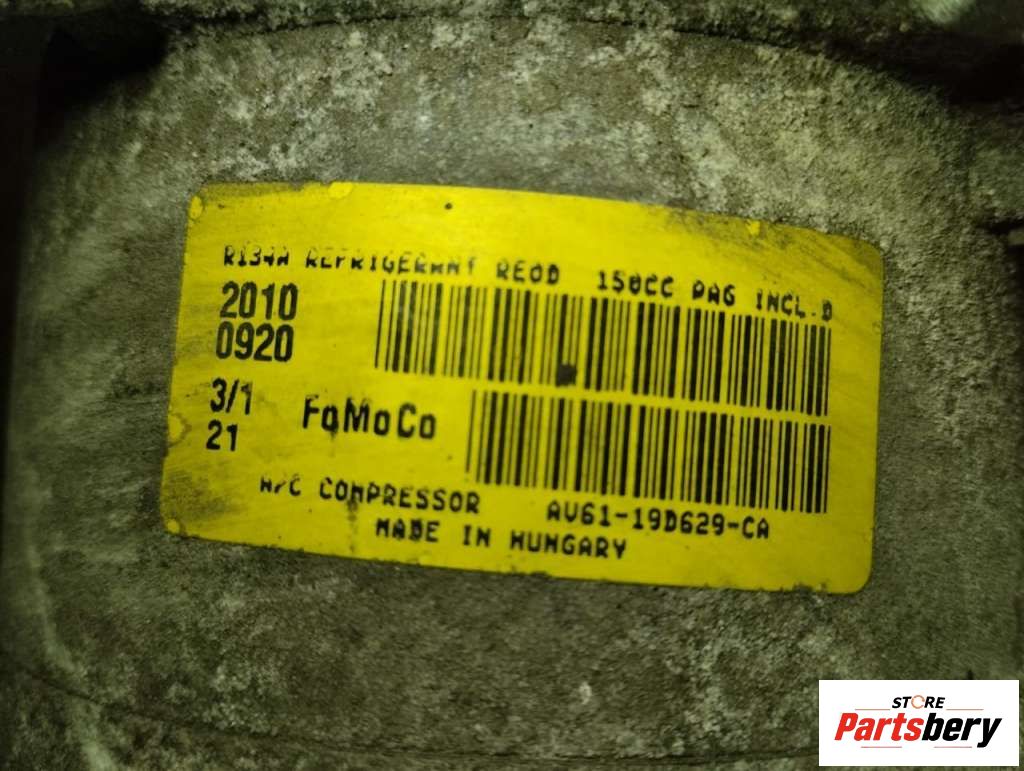 R134A REFRIGERANT REQD 150CC PAG INCL.D
2010
0920
3/1
21
FoMoCo
A/C COMPRESSOR AV61-19D629-CA
MADE IN HUNGARY
STORE
Partsbery